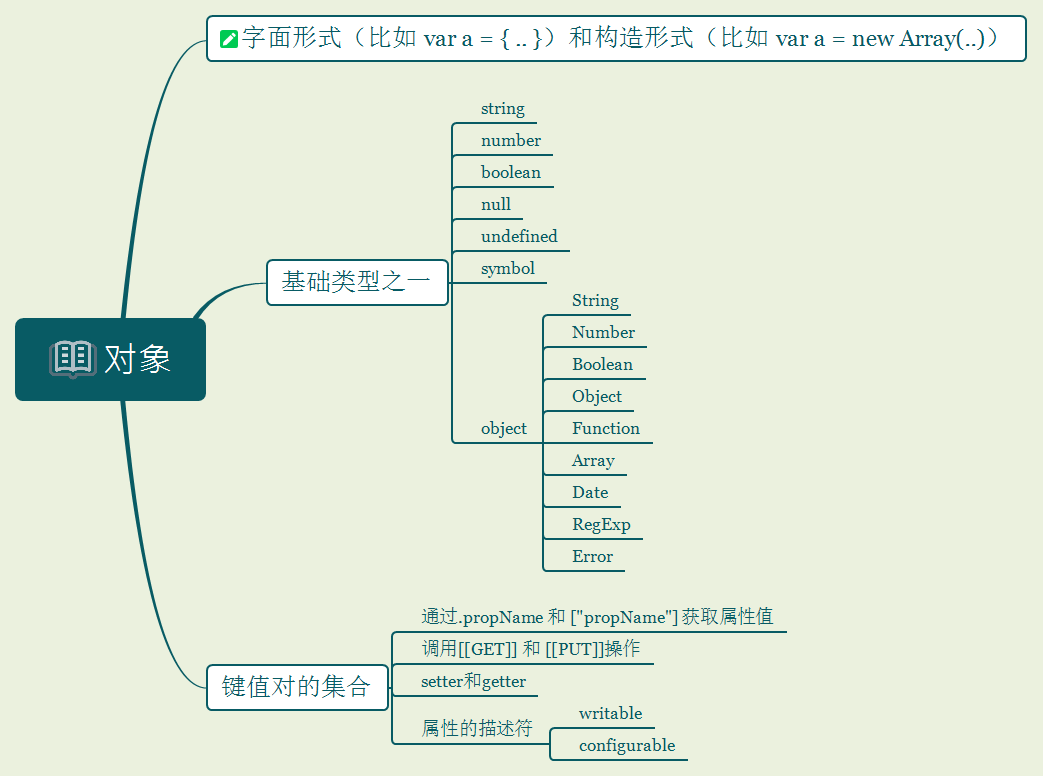 字面形式（比如 var a = { .. }）和构造形式（比如 var a = new Array(..)）
string
number
boolean
null
undefined
symbol
基础类型之一
String
Number
Boolean
对象
Object
object
Function
Array
Date
RegExp
Error
通过.propName 和 ["propName"] 获取属性值
调用[[GET]] 和 [[PUT]]操作
setter和getter
键值对的集合
属性的描述符
writable
configurable